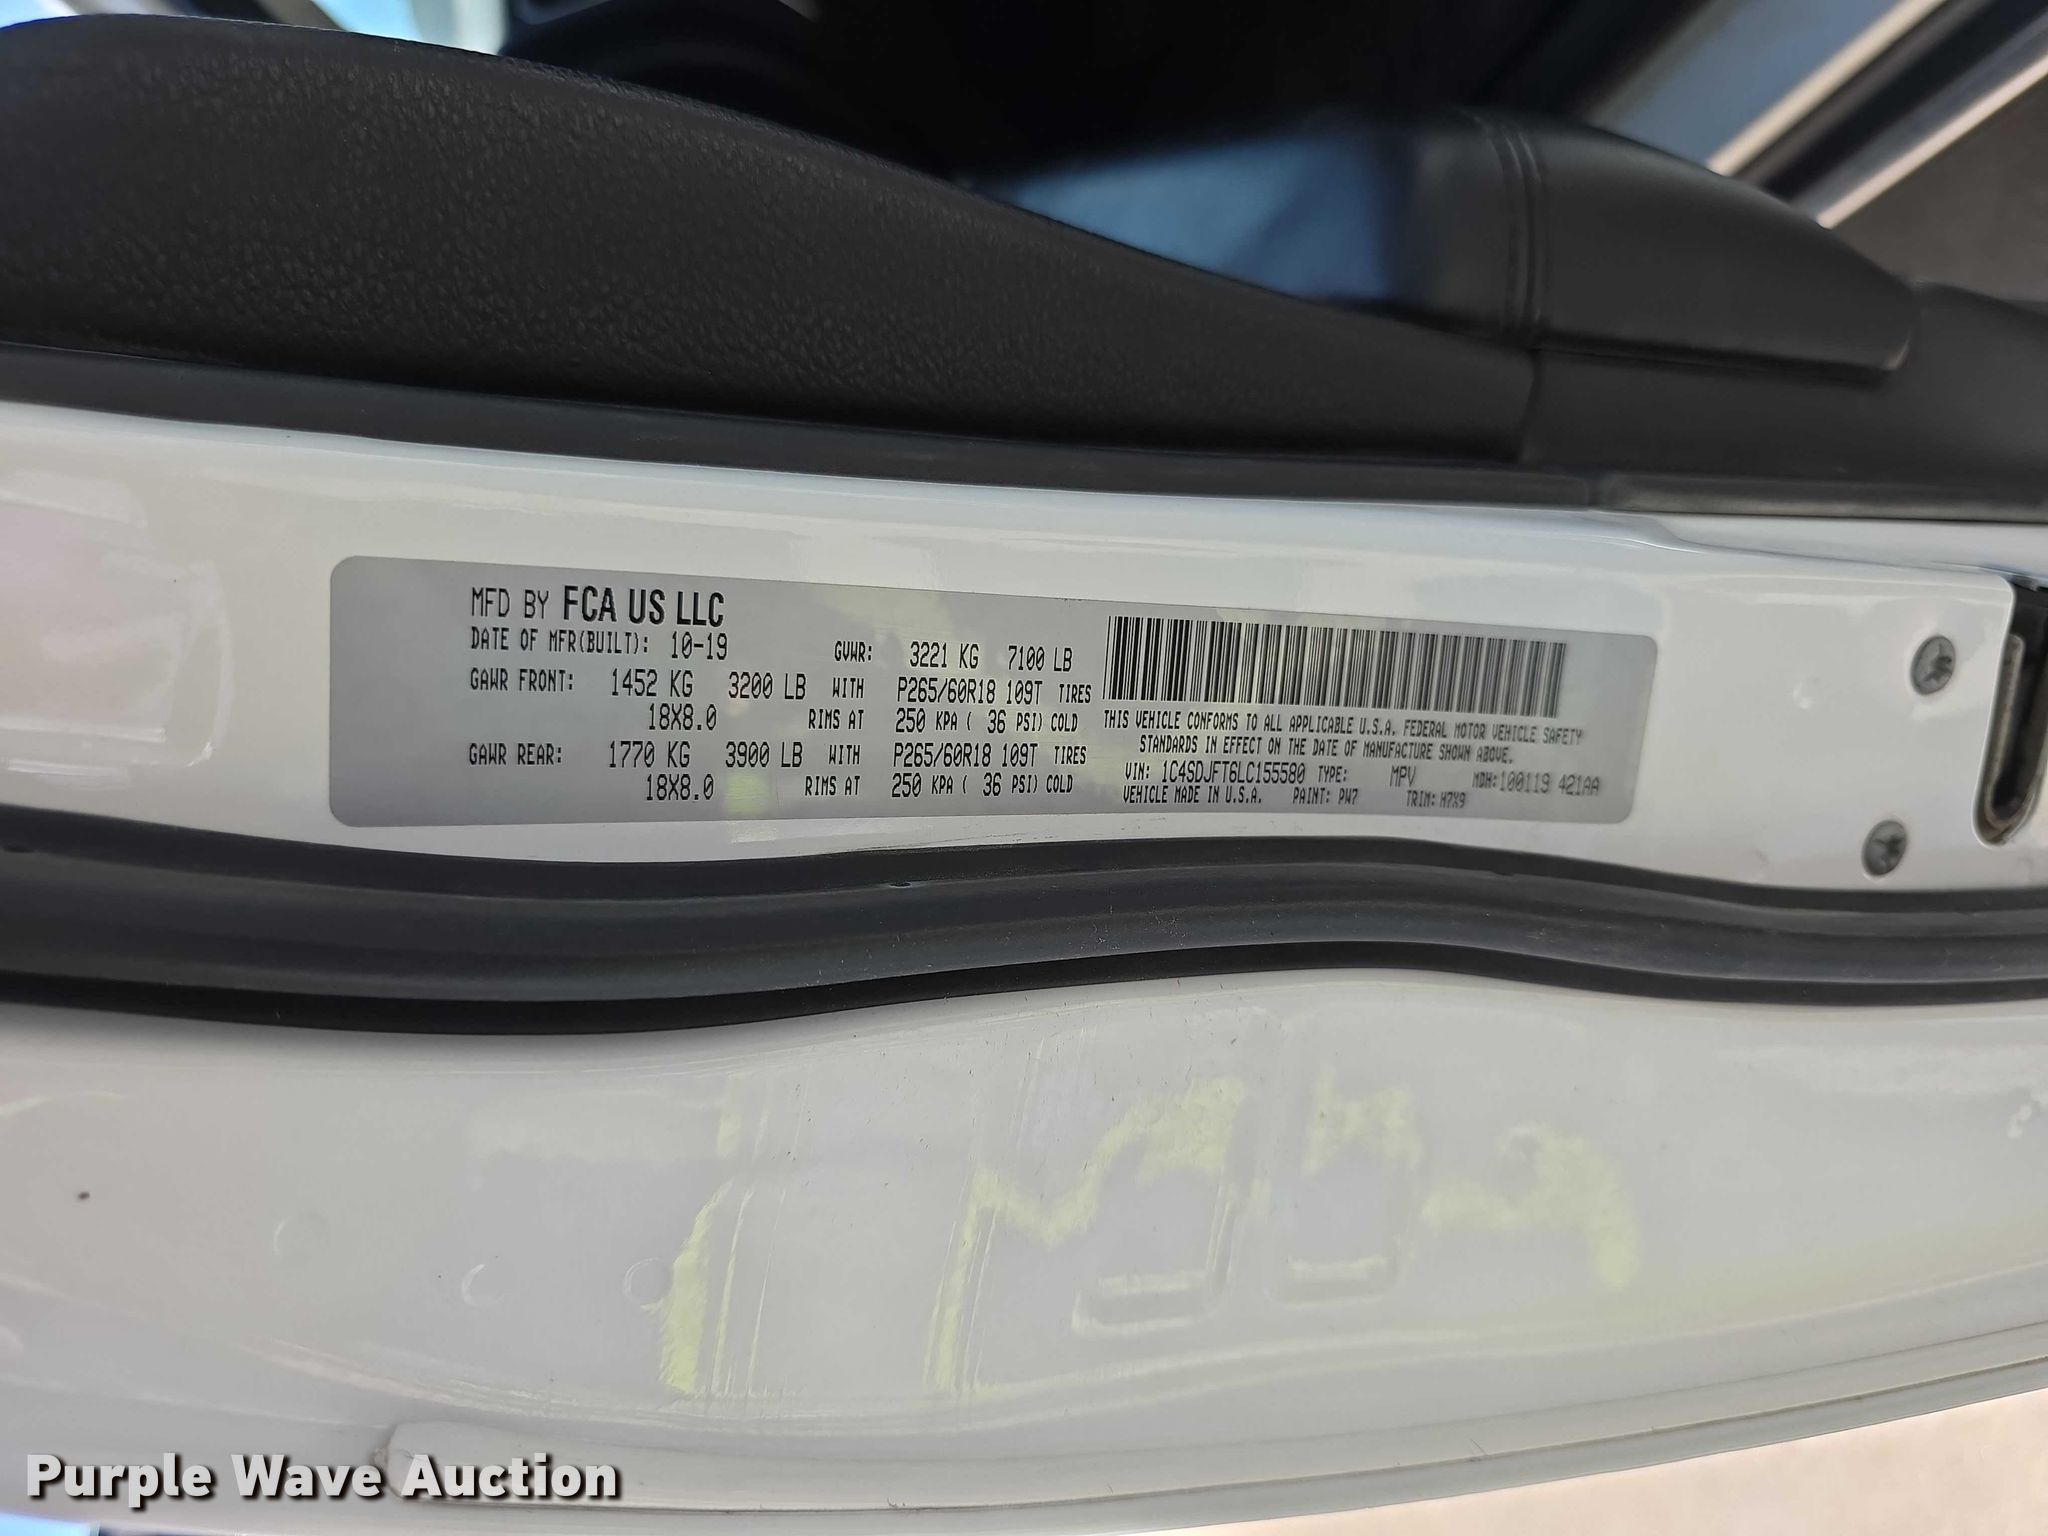 MFD BY FCA US LLC
DATE OF MFR(BUILT): 10-19 GVWR: 3221 KG 7100 LB
GAWR FRONT: 1452 KG 3200 LB WITH P265/60R18 109T TIRES
18X8.0 RIMS AT 250 KPA ( 36 PSI) COLD
GAWR REAR: 1770 KG 3900 LB WITH P265/60R18 109T TIRES
18X8.0 RIMS AT 250 KPA ( 36 PSI) COLD
THIS VEHICLE CONFORMS TO ALL APPLICABLE U.S.A. FEDERAL MOTOR VEHICLE SAFETY
STANDARDS IN EFFECT ON THE DATE OF MANUFACTURE SHOWN ABOVE.
VIN: 1C4SDJFT6LC155580 TYPE: MPV MDH:100119 421AA
VEHICLE MADE IN U.S.A. PAINT: PW7 TRIM: H7X9
Purple Wave Auction